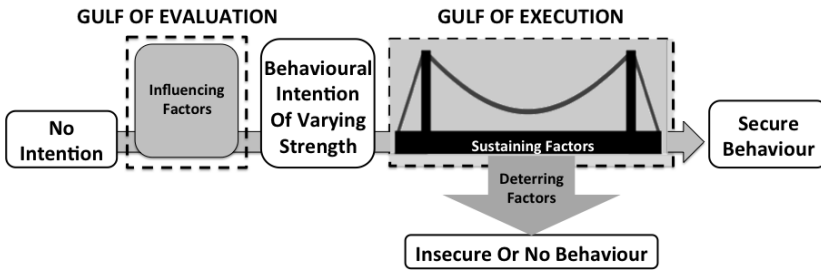 GULF OF EVALUATION
GULF OF EXECUTION
No
Intention
Influencing
Factors
Behavioural
Intention
Of Varying
Strength
Sustaining Factors
Secure
Behaviour
Deterring
Factors
Insecure Or No Behaviour